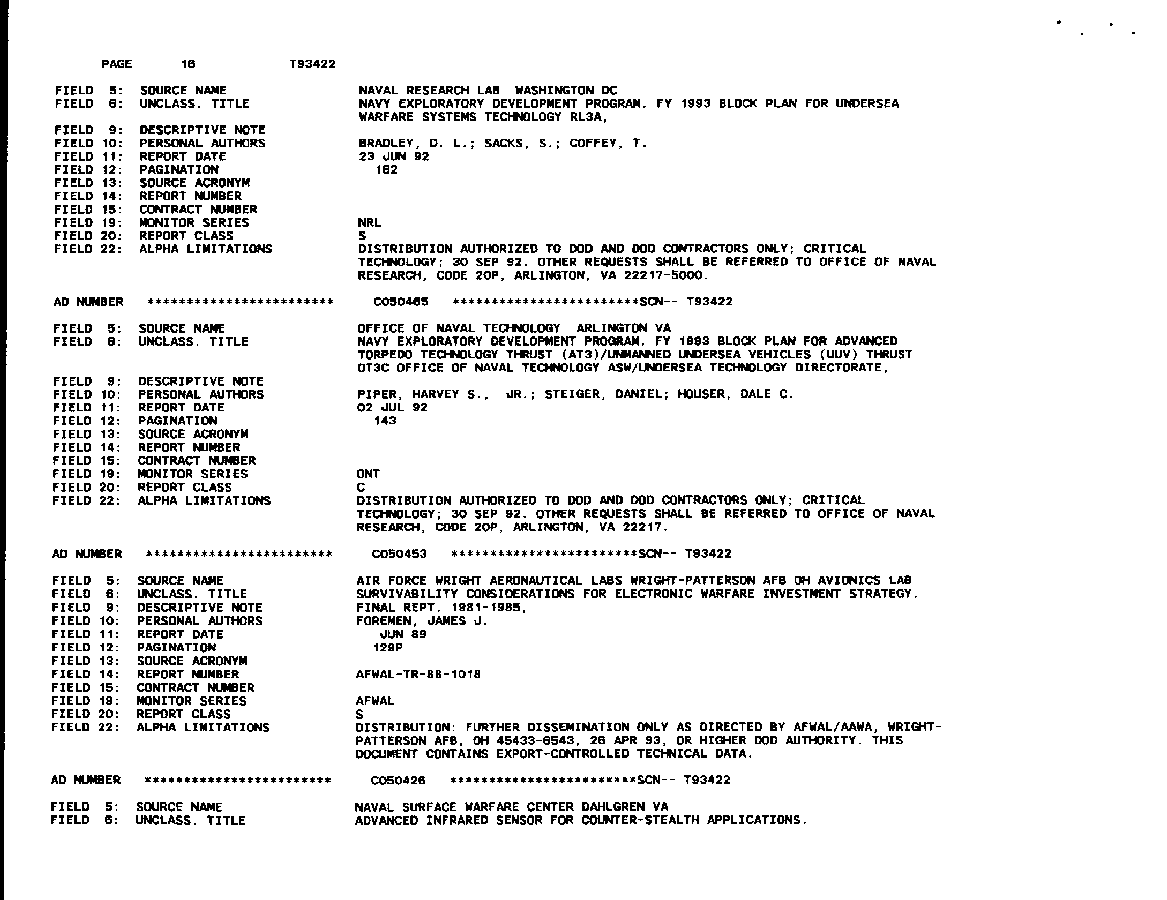 PAGE 16 T93422
FIELD 5: SOURCE NAME NAVAL RESEARCH LAB WASHINGTON DC
FIELD 6: UNCLASS. TITLE NAVY EXPLORATORY DEVELOPMENT PROGRAM. FY 1993 BLOCK PLAN FOR UNDERSEA
WARFARE SYSTEMS TECHNOLOGY RL3A,
FIELD 9: DESCRIPTIVE NOTE
FIELD 10: PERSONAL AUTHORS BRADLEY, D. L.; SACKS, S.; COFFEY, T.
FIELD 11: REPORT DATE 23 JUN 92
FIELD 12: PAGINATION 162
FIELD 13: SOURCE ACRONYM
FIELD 14: REPORT NUMBER
FIELD 15: CONTRACT NUMBER
FIELD 19: MONITOR SERIES NRL
FIELD 20: REPORT CLASS S
FIELD 22: ALPHA LIMITATIONS DISTRIBUTION AUTHORIZED TO DOD AND DOD CONTRACTORS ONLY; CRITICAL
TECHNOLOGY; 30 SEP 92. OTHER REQUESTS SHALL BE REFERRED TO OFFICE OF NAVAL
RESEARCH, CODE 20P, ARLINGTON, VA 22217-5000.
AD NUMBER ************************ C050465 ************************SCN-- T93422
FIELD 5: SOURCE NAME OFFICE OF NAVAL TECHNOLOGY ARLINGTON VA
FIELD 6: UNCLASS. TITLE NAVY EXPLORATORY DEVELOPMENT PROGRAM. FY 1993 BLOCK PLAN FOR ADVANCED
TORPEDO TECHNOLOGY THRUST (AT3)/UNMANNED UNDERSEA VEHICLES (UUV) THRUST
OT3C OFFICE OF NAVAL TECHNOLOGY ASW/UNDERSEA TECHNOLOGY DIRECTORATE,
FIELD 9: DESCRIPTIVE NOTE
FIELD 10: PERSONAL AUTHORS PIPER, HARVEY S., JR.; STEIGER, DANIEL; HOUSER, DALE C.
FIELD 11: REPORT DATE 02 JUL 92
FIELD 12: PAGINATION 143
FIELD 13: SOURCE ACRONYM
FIELD 14: REPORT NUMBER
FIELD 15: CONTRACT NUMBER
FIELD 19: MONITOR SERIES ONT
FIELD 20: REPORT CLASS C
FIELD 22: ALPHA LIMITATIONS DISTRIBUTION AUTHORIZED TO DOD AND DOD CONTRACTORS ONLY; CRITICAL
TECHNOLOGY; 30 SEP 92. OTHER REQUESTS SHALL BE REFERRED TO OFFICE OF NAVAL
RESEARCH, CODE 20P, ARLINGTON, VA 22217.
AD NUMBER ************************ C050453 ************************SCN-- T93422
FIELD 5: SOURCE NAME AIR FORCE WRIGHT AERONAUTICAL LABS WRIGHT-PATTERSON AFB OH AVIONICS LAB
FIELD 6: UNCLASS. TITLE SURVIVABILITY CONSIDERATIONS FOR ELECTRONIC WARFARE INVESTMENT STRATEGY.
FIELD 9: DESCRIPTIVE NOTE FINAL REPT. 1981-1985,
FIELD 10: PERSONAL AUTHORS FOREMEN, JAMES J.
FIELD 11: REPORT DATE JUN 89
FIELD 12: PAGINATION 129P
FIELD 13: SOURCE ACRONYM
FIELD 14: REPORT NUMBER AFWAL-TR-88-1018
FIELD 15: CONTRACT NUMBER
FIELD 19: MONITOR SERIES AFWAL
FIELD 20: REPORT CLASS S
FIELD 22: ALPHA LIMITATIONS DISTRIBUTION: FURTHER DISSEMINATION ONLY AS DIRECTED BY AFWAL/AAWA, WRIGHT-
PATTERSON AFB, OH 45433-6543, 26 APR 93, OR HIGHER DOD AUTHORITY. THIS
DOCUMENT CONTAINS EXPORT-CONTROLLED TECHNICAL DATA.
AD NUMBER ************************ C050426 ************************SCN-- T93422
FIELD 5: SOURCE NAME NAVAL SURFACE WARFARE CENTER DAHLGREN VA
FIELD 6: UNCLASS. TITLE ADVANCED INFRARED SENSOR FOR COUNTER-STEALTH APPLICATIONS.